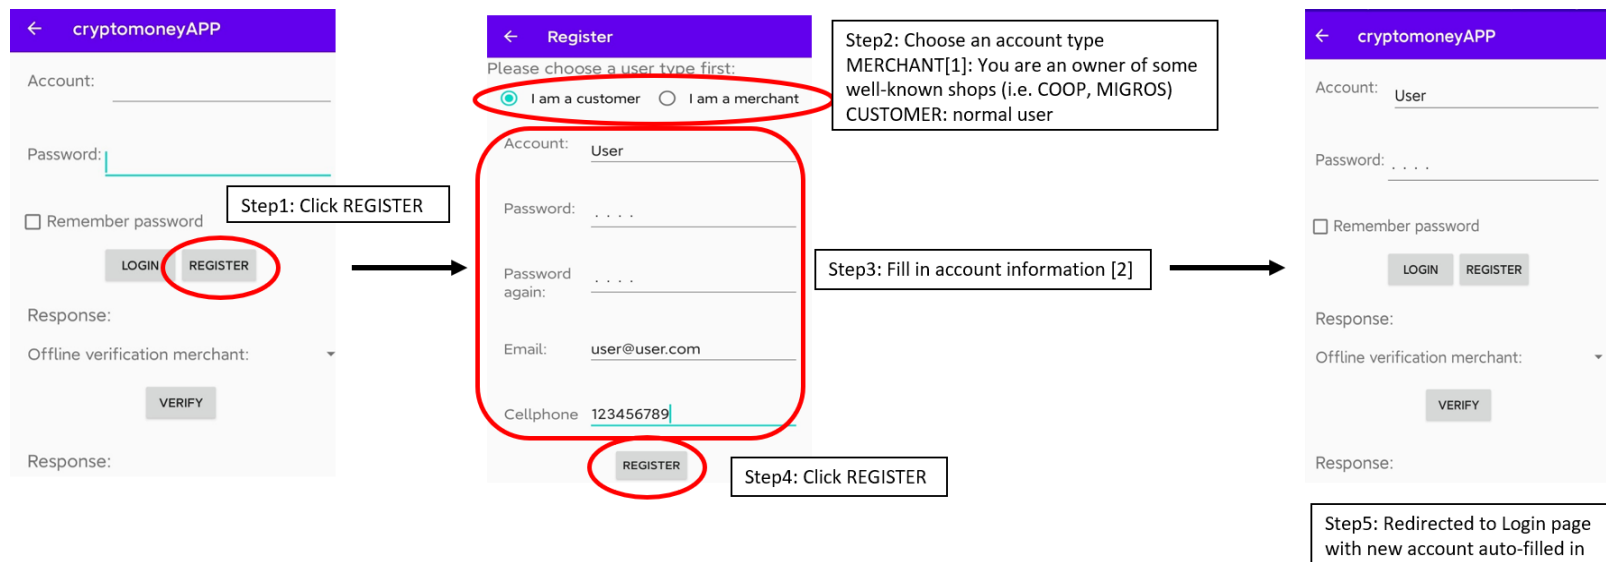 cryptomoneyAPP
Account:
Password:
Remember password
LOGIN REGISTER
Response:
Offline verification merchant:
VERIFY
Response:
Step1: Click REGISTER
Register
Please choose a user type first:
I am a customer I am a merchant
Account: User
Password: ....
Password
again: ....
Email: user@user.com
Cellphone 123456789
REGISTER
Step2: Choose an account type
MERCHANT[1]: You are an owner of some
well-known shops (i.e. COOP, MIGROS)
CUSTOMER: normal user
Step3: Fill in account information [2]
Step4: Click REGISTER
cryptomoneyAPP
Account: User
Password: ....
Remember password
LOGIN REGISTER
Response:
Offline verification merchant:
VERIFY
Response:
Step5: Redirected to Login page
with new account auto-filled in